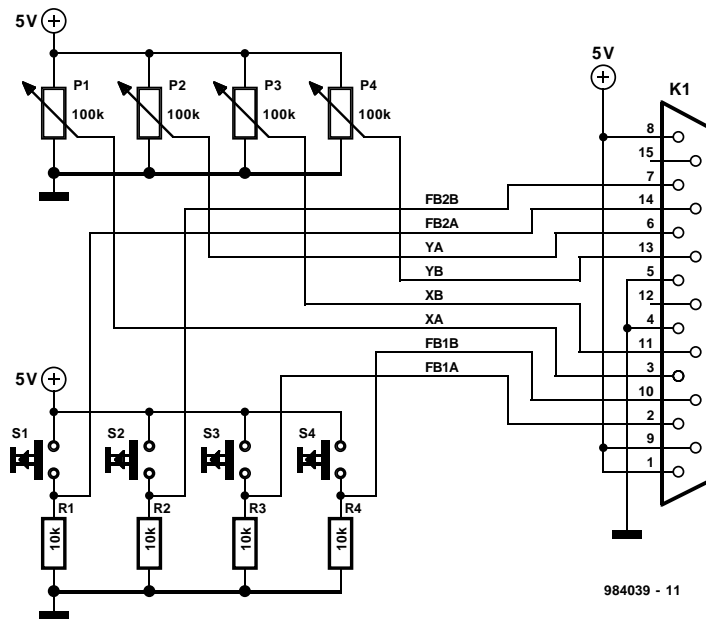 5V
P1
100k
P2
100k
P3
100k
P4
100k
5V
K1
8
15
7
14
6
13
5
12
4
11
3
10
2
9
1
FB2B
FB2A
YA
YB
XB
XA
FB1B
FB1A
5V
S1
S2
S3
S4
R1
10k
R2
10k
R3
10k
R4
10k
984039 - 11